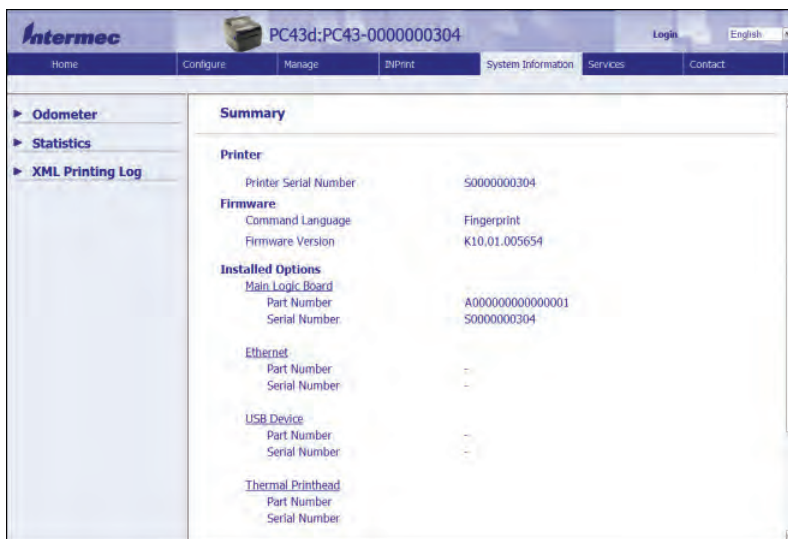 Intermec PC43d:PC43-0000000304 Login English
Home Configure Manage INPrint System Information Services Contact
Odometer
Statistics
XML Printing Log
Summary
Printer
Printer Serial Number S0000000304
Firmware
Command Language Fingerprint
Firmware Version K10.01.005654
Installed Options
Main Logic Board
Part Number A000000000000001
Serial Number S0000000304
Ethernet
Part Number -
Serial Number -
USB Device
Part Number -
Serial Number -
Thermal Printhead
Part Number
Serial Number